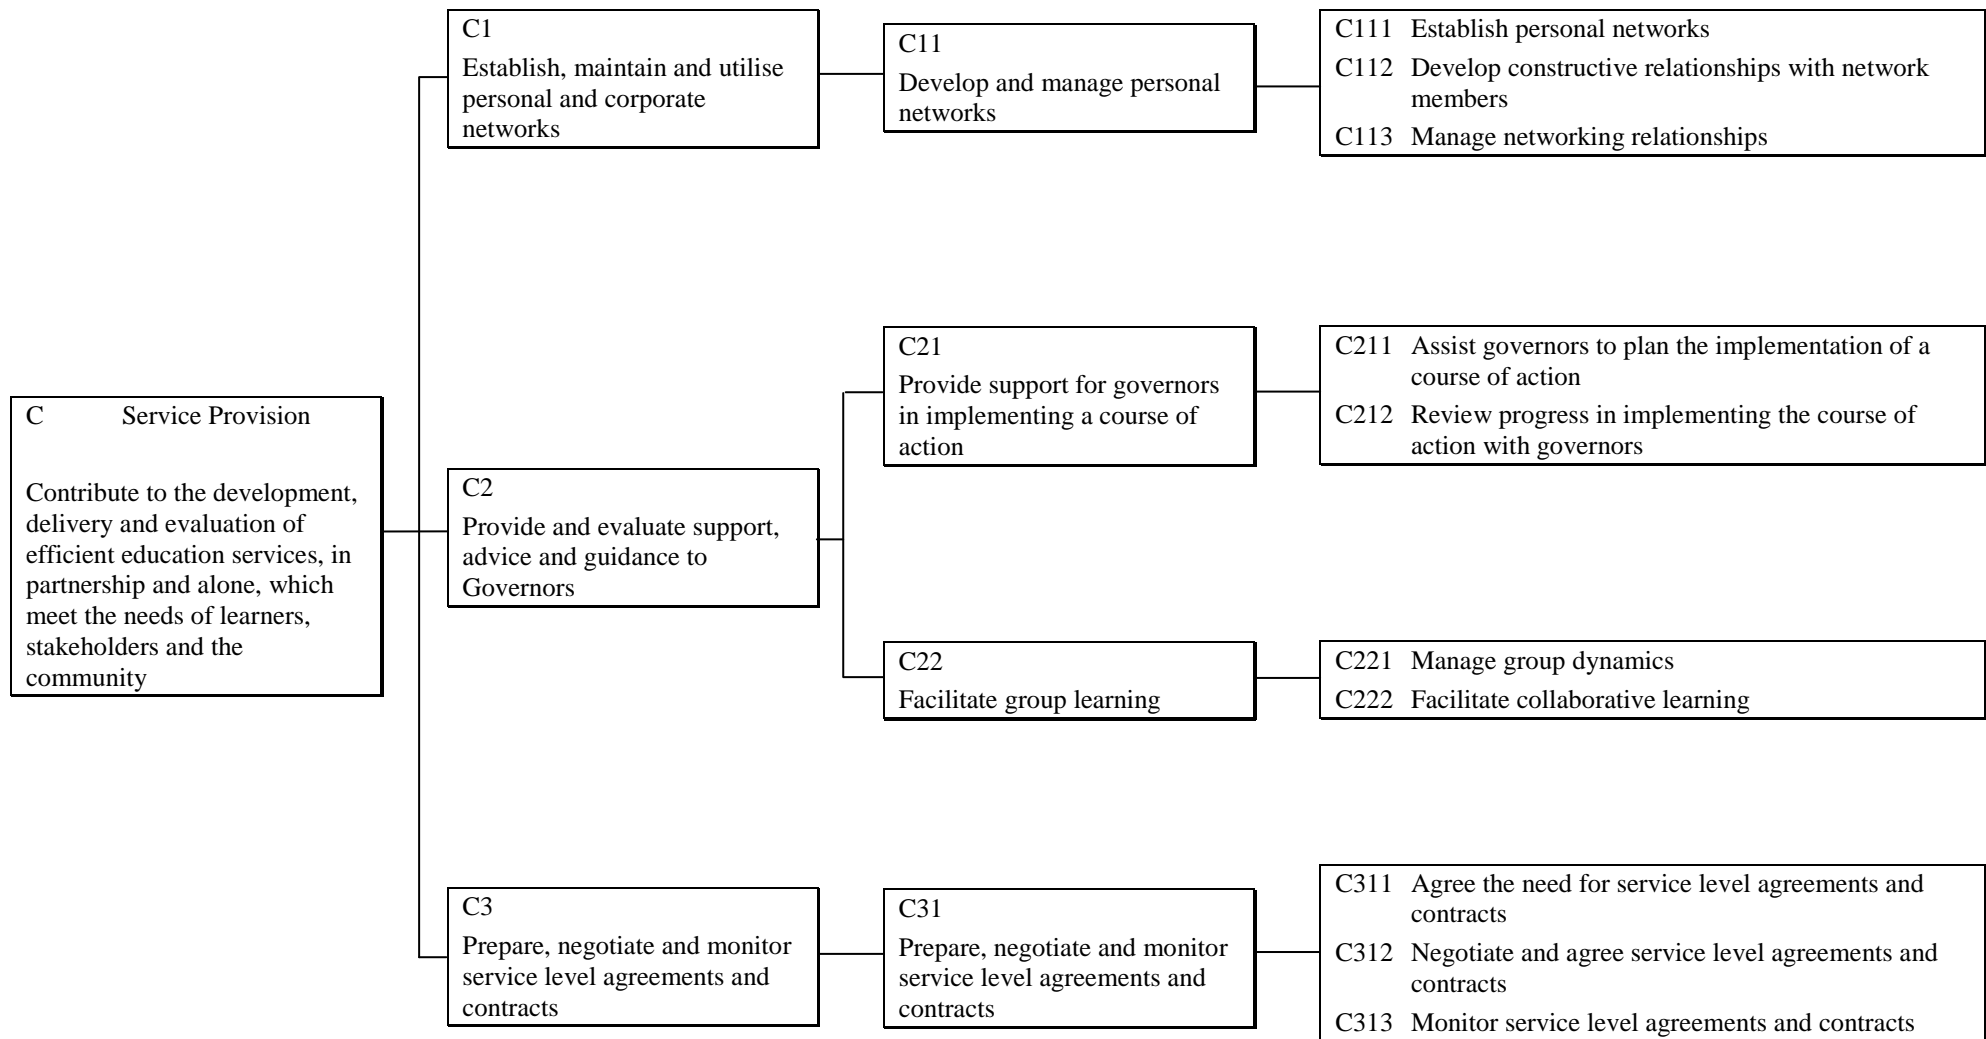 C1
Establish, maintain and utilise
personal and corporate
networks
C11
Develop and manage personal
networks
C111 Establish personal networks
C112 Develop constructive relationships with network
members
C113 Manage networking relationships
C Service Provision
Contribute to the development,
delivery and evaluation of
efficient education services, in
partnership and alone, which
meet the needs of learners,
stakeholders and the
community
C2
Provide and evaluate support,
advice and guidance to
Governors
C21
Provide support for governors
in implementing a course of
action
C211 Assist governors to plan the implementation of a
course of action
C212 Review progress in implementing the course of
action with governors
C22
Facilitate group learning
C221 Manage group dynamics
C222 Facilitate collaborative learning
C3
Prepare, negotiate and monitor
service level agreements and
contracts
C31
Prepare, negotiate and monitor
service level agreements and
contracts
C311 Agree the need for service level agreements and
contracts
C312 Negotiate and agree service level agreements and
contracts
C313 Monitor service level agreements and contracts